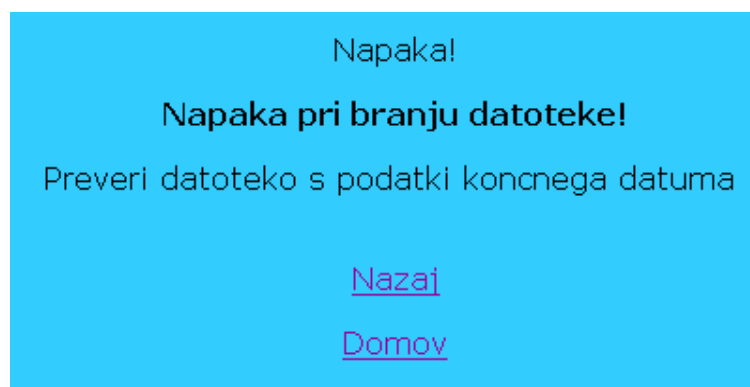 Napaka!
Napaka pri branju datoteke!
Preveri datoteko s podatki koncnega datuma
Nazaj
Domov